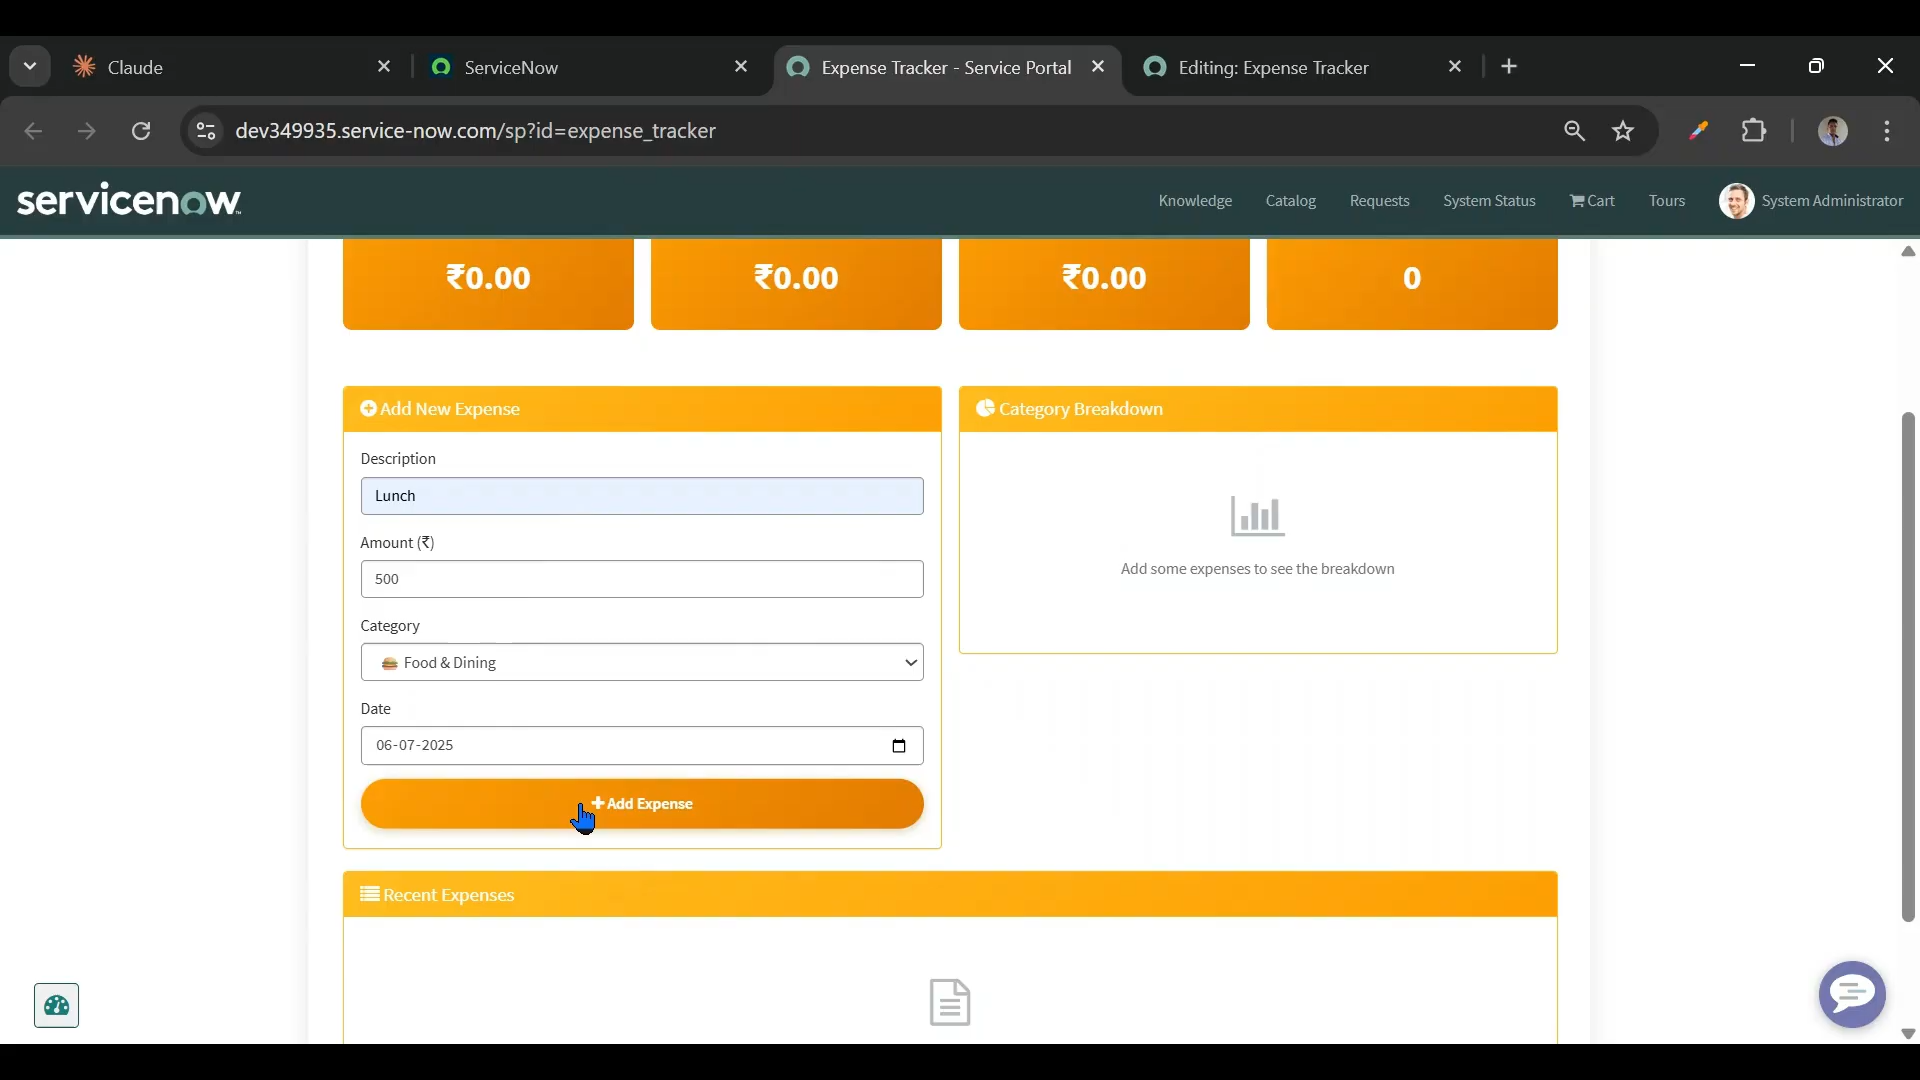 Claude
ServiceNow
Expense Tracker - Service Portal
Editing: Expense Tracker
dev349935.service-now.com/sp?id=expense_tracker
servicenow
Knowledge
Catalog
Requests
System Status
Cart
Tours
System Administrator
₹0.00
₹0.00
₹0.00
0
Add New Expense
Description
Lunch
Amount (₹)
500
Category
Food & Dining
Date
06-07-2025
Add Expense
Category Breakdown
Add some expenses to see the breakdown
Recent Expenses